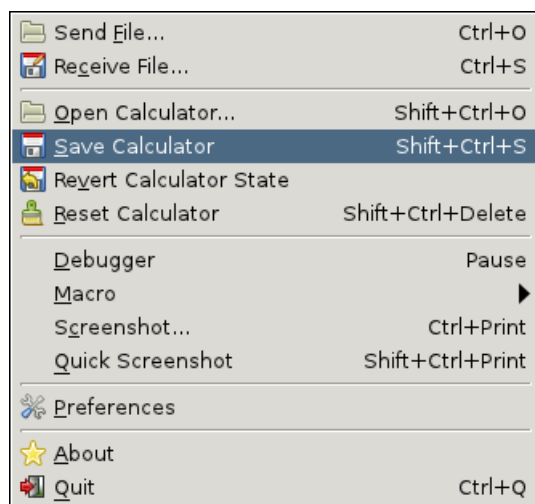 Send File... Ctrl+O
Receive File... Ctrl+S
Open Calculator... Shift+Ctrl+O
Save Calculator Shift+Ctrl+S
Revert Calculator State
Reset Calculator Shift+Ctrl+Delete
Debugger Pause
Macro
Screenshot... Ctrl+Print
Quick Screenshot Shift+Ctrl+Print
Preferences
About
Quit Ctrl+Q